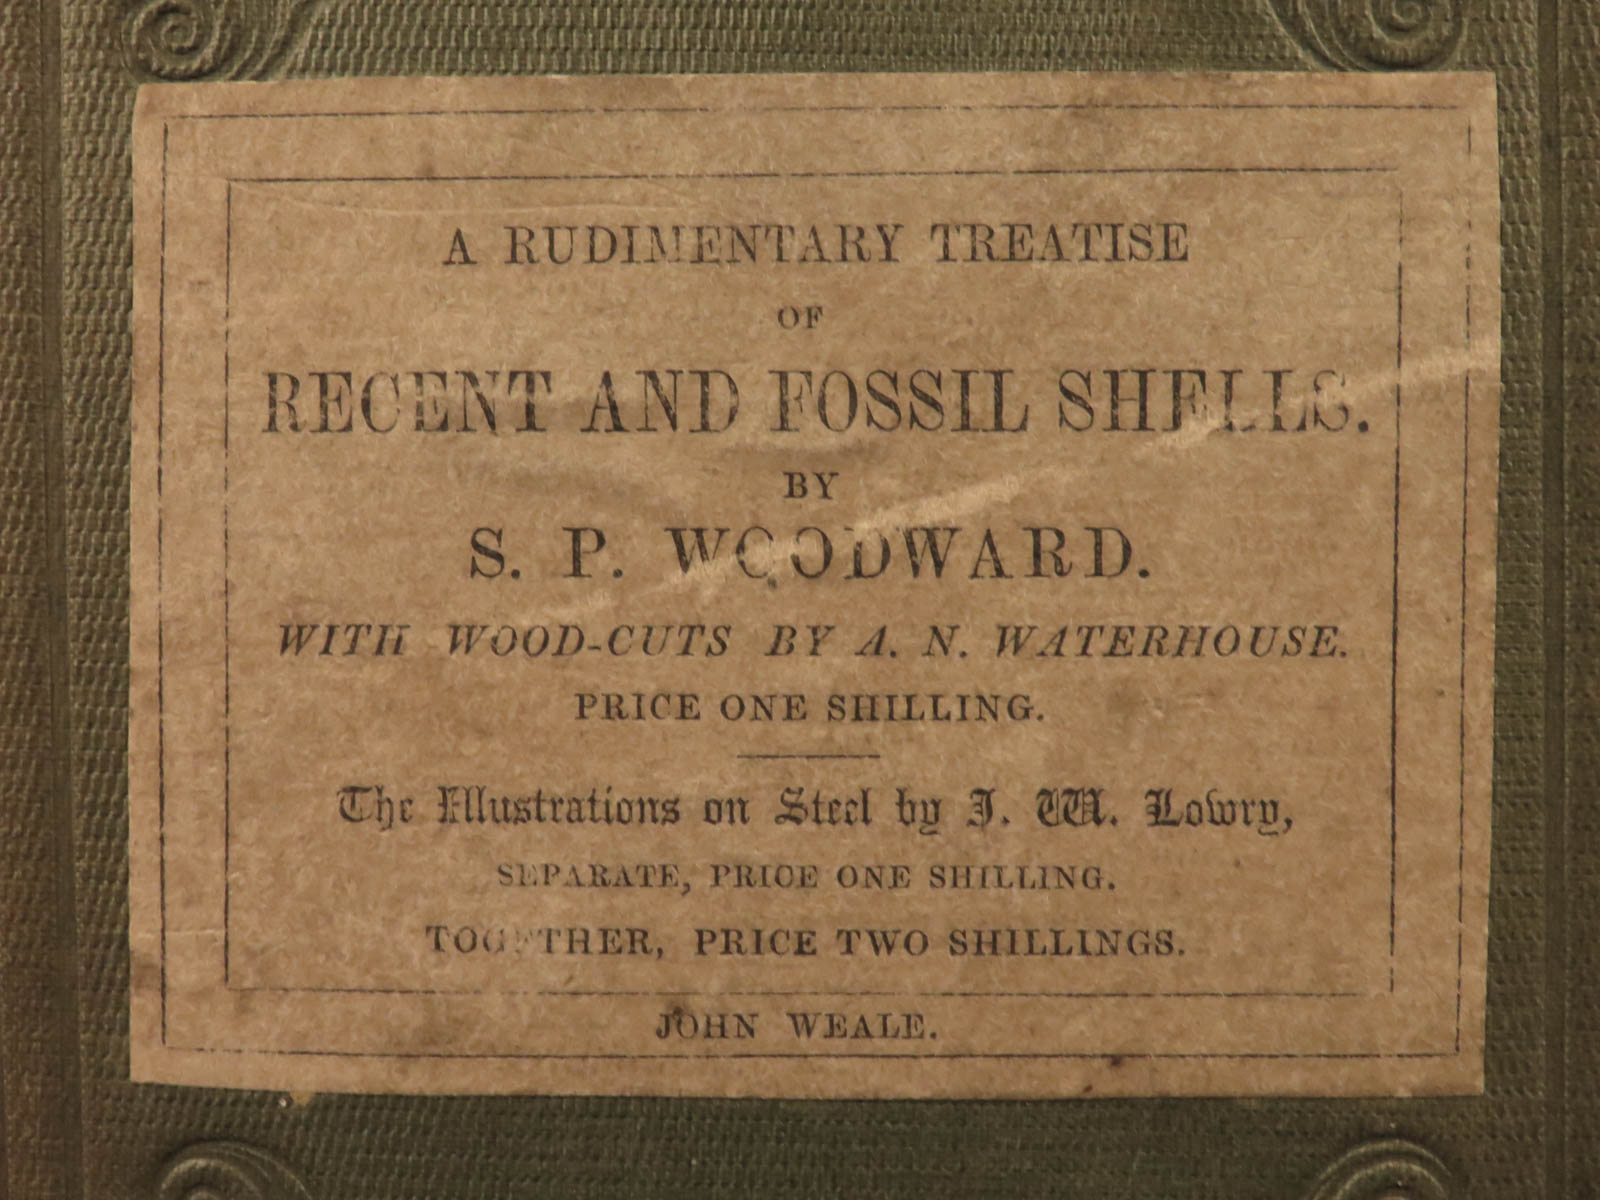 A RUDIMENTARY TREATISE
OF
RECENT AND FOSSIL SHELLS.
BY
S. P. WOODWARD.
WITH WOOD-CUTS BY A. N. WATERHOUSE.
PRICE ONE SHILLING.
The Illustrations on Steel by J. W. Lowry,
SEPARATE, PRICE ONE SHILLING.
TOGETHER, PRICE TWO SHILLINGS.
JOHN WEALE.